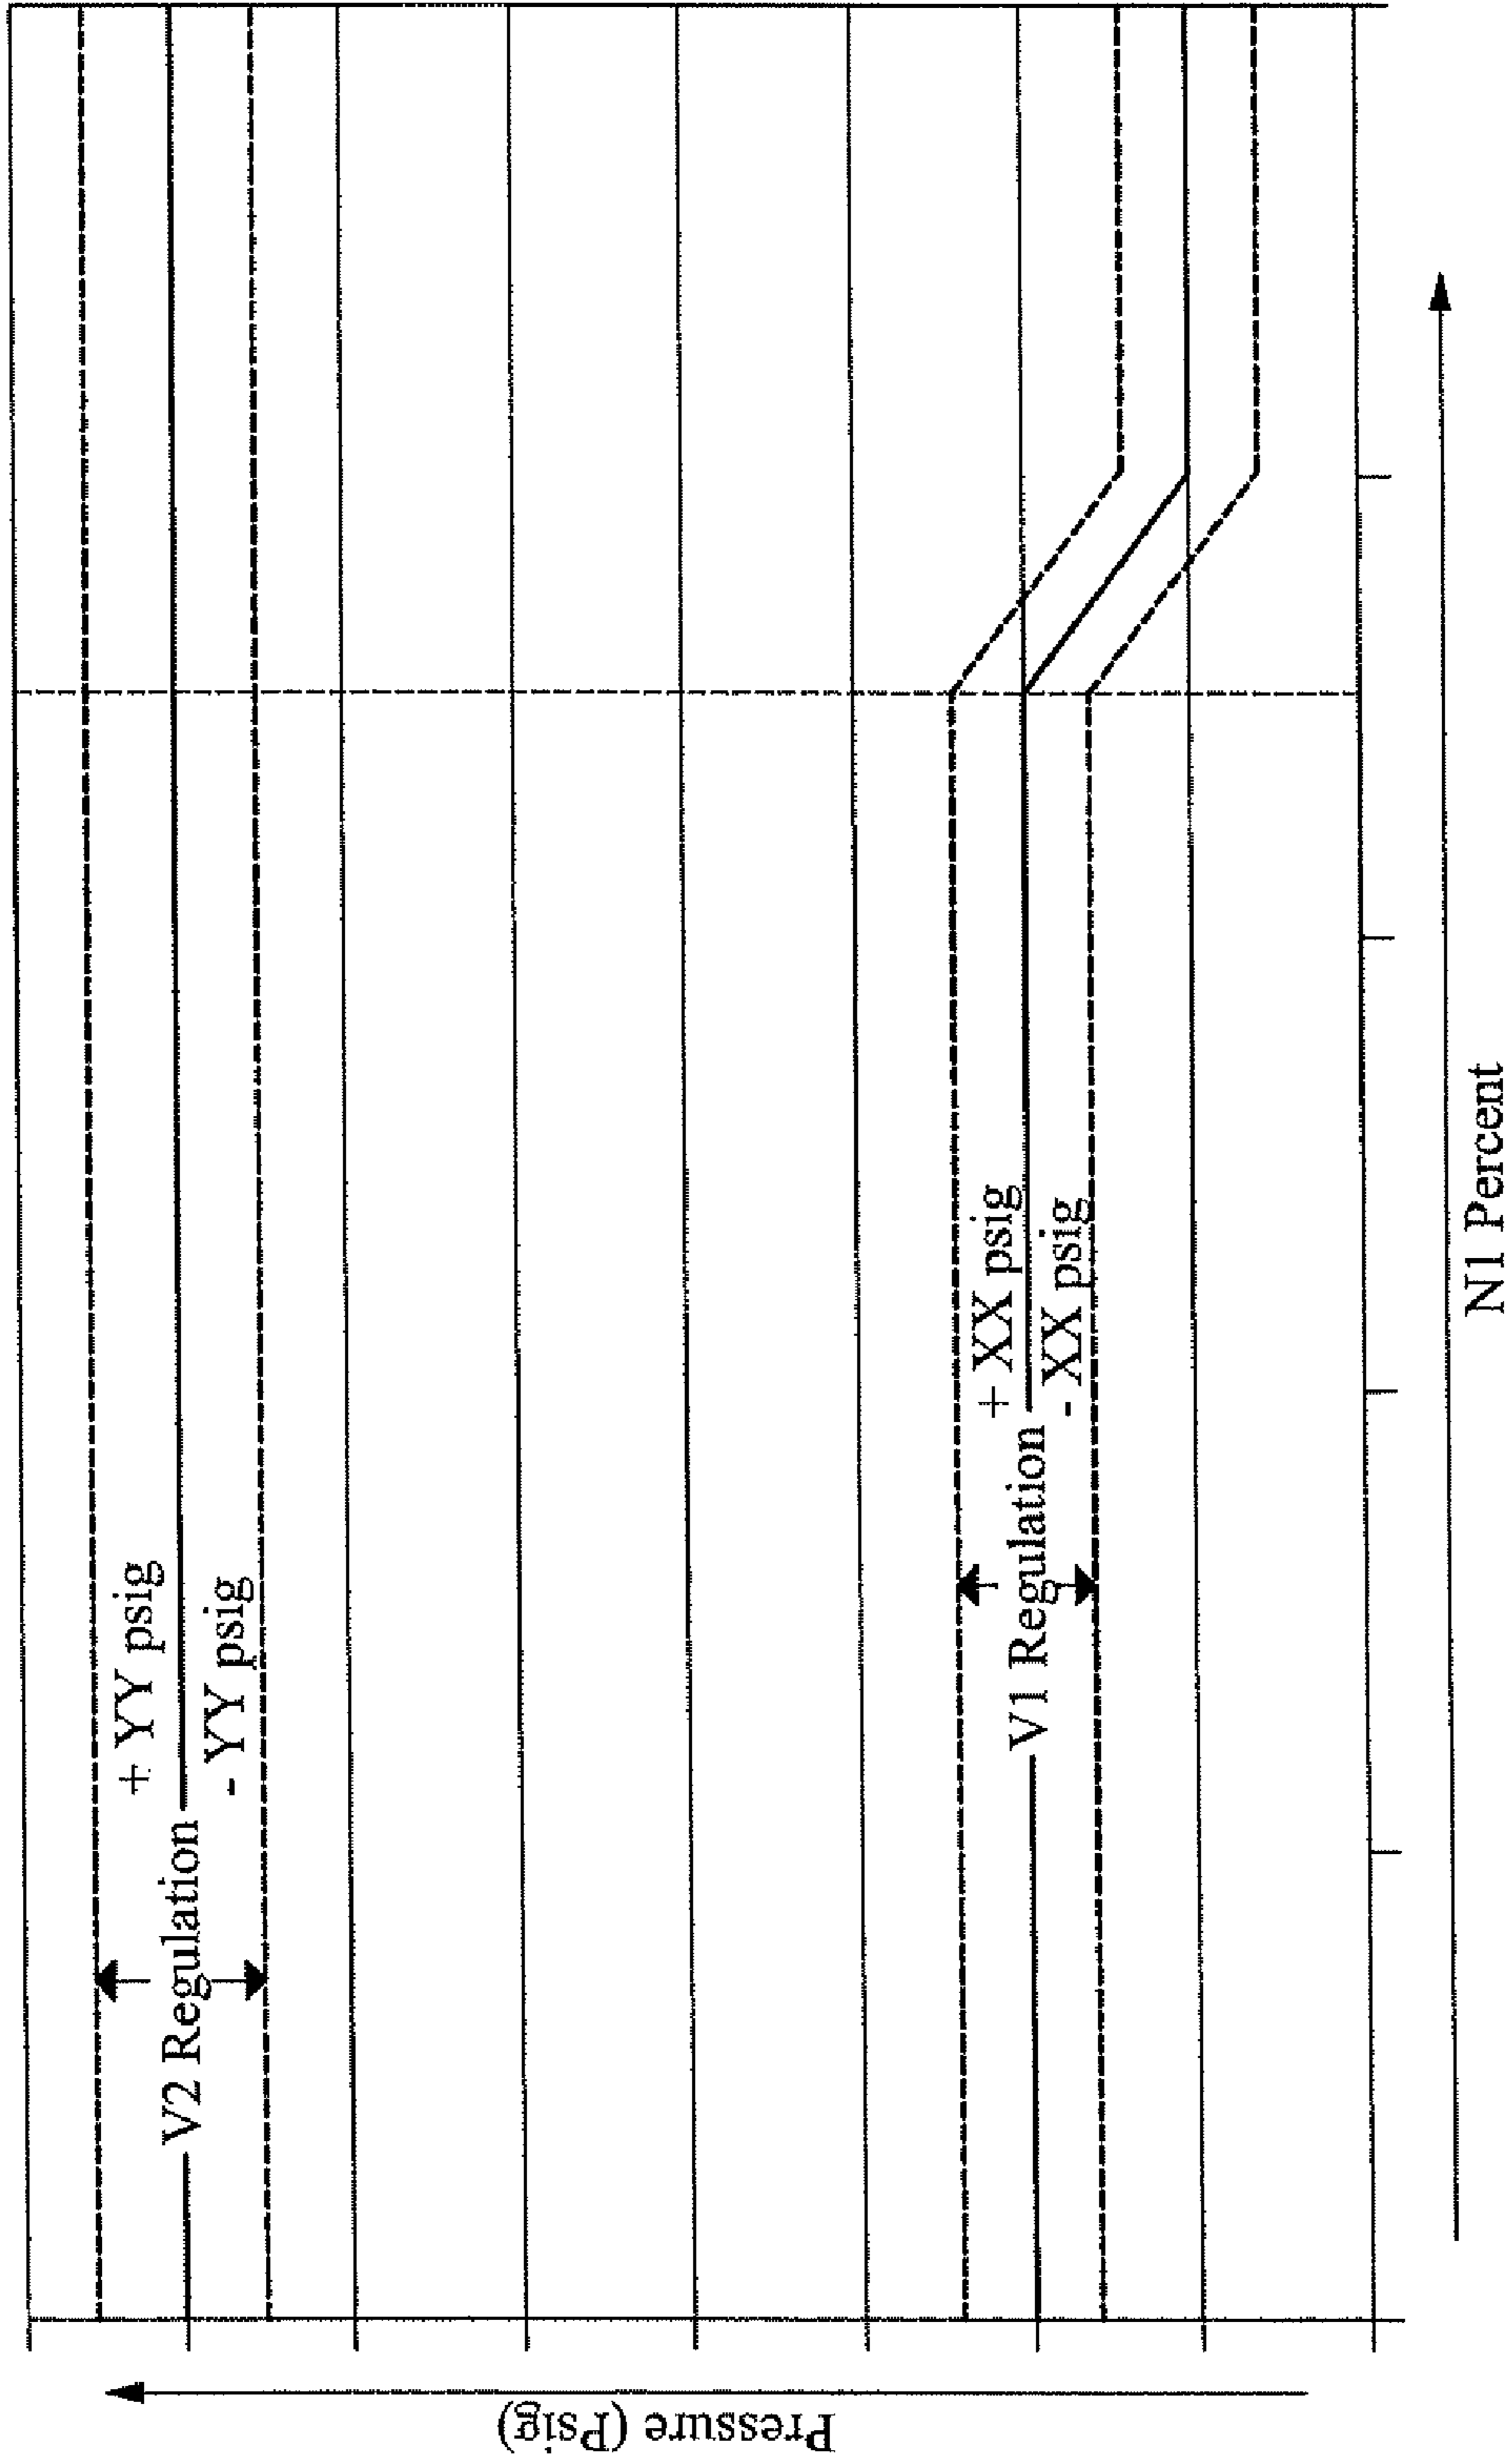 Pressure (Psig)
V2 Regulation
+ YY psig
- YY psig
V1 Regulation
+ XX psig
- XX psig
N1 Percent